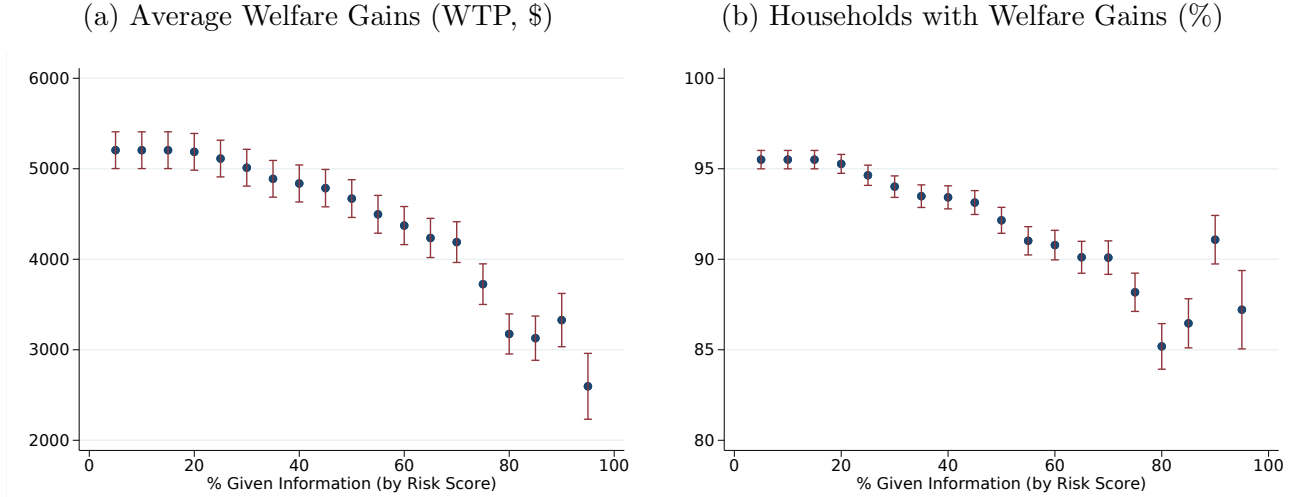 (a) Average Welfare Gains (WTP, $)
6000
5000
4000
3000
2000
0 20 40 60 80 100
% Given Information (by Risk Score)
(b) Households with Welfare Gains (%)
100
95
90
85
80
0 20 40 60 80 100
% Given Information (by Risk Score)